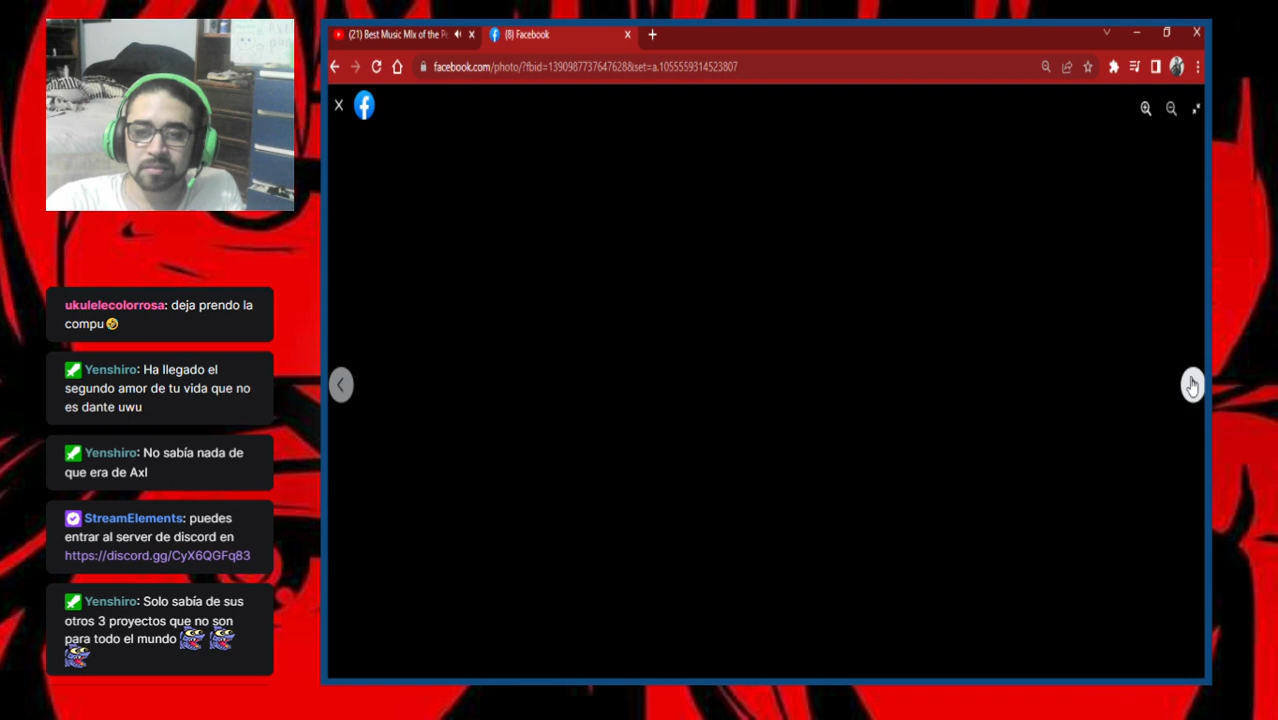 (21) Best Music Mix of the P
(8) Facebook
facebook.com/photo/?fbid=1390987737647628&set=a.1055559314523807
ukulelecolorrosa: deja prendo la
compu
Yenshiro: Ha llegado el
segundo amor de tu vida que no
es dante uwu
Yenshiro: No sabía nada de
que era de Axl
StreamElements: puedes
entrar al server de discord en
https://discord.gg/CyX6QGFq83
Yenshiro: Solo sabía de sus
otros 3 proyectos que no son
para todo el mundo